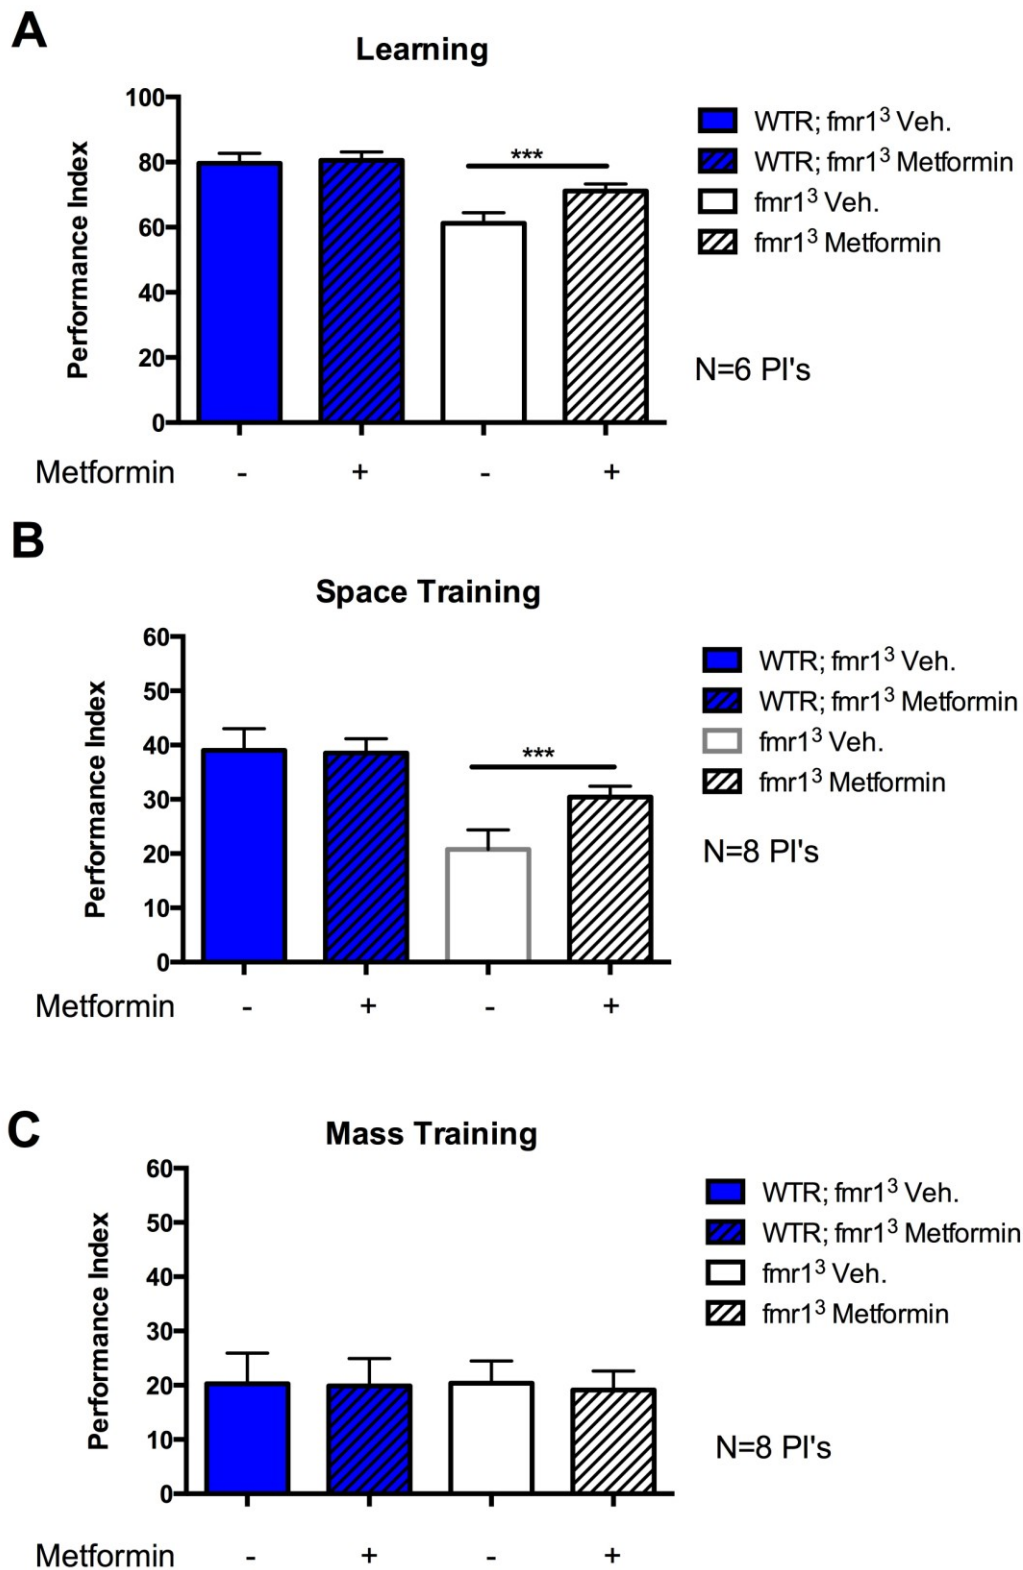 A
Learning
Performance Index
100
80
60
40
20
0
***
WTR; fmr1³ Veh.
WTR; fmr1³ Metformin
fmr1³ Veh.
fmr1³ Metformin
N=6 PI's
Metformin - + - +
B
Space Training
Performance Index
60
50
40
30
20
10
0
***
WTR; fmr1³ Veh.
WTR; fmr1³ Metformin
fmr1³ Veh.
fmr1³ Metformin
N=8 PI's
Metformin - + - +
C
Mass Training
Performance Index
60
50
40
30
20
10
0
WTR; fmr1³ Veh.
WTR; fmr1³ Metformin
fmr1³ Veh.
fmr1³ Metformin
N=8 PI's
Metformin - + - +